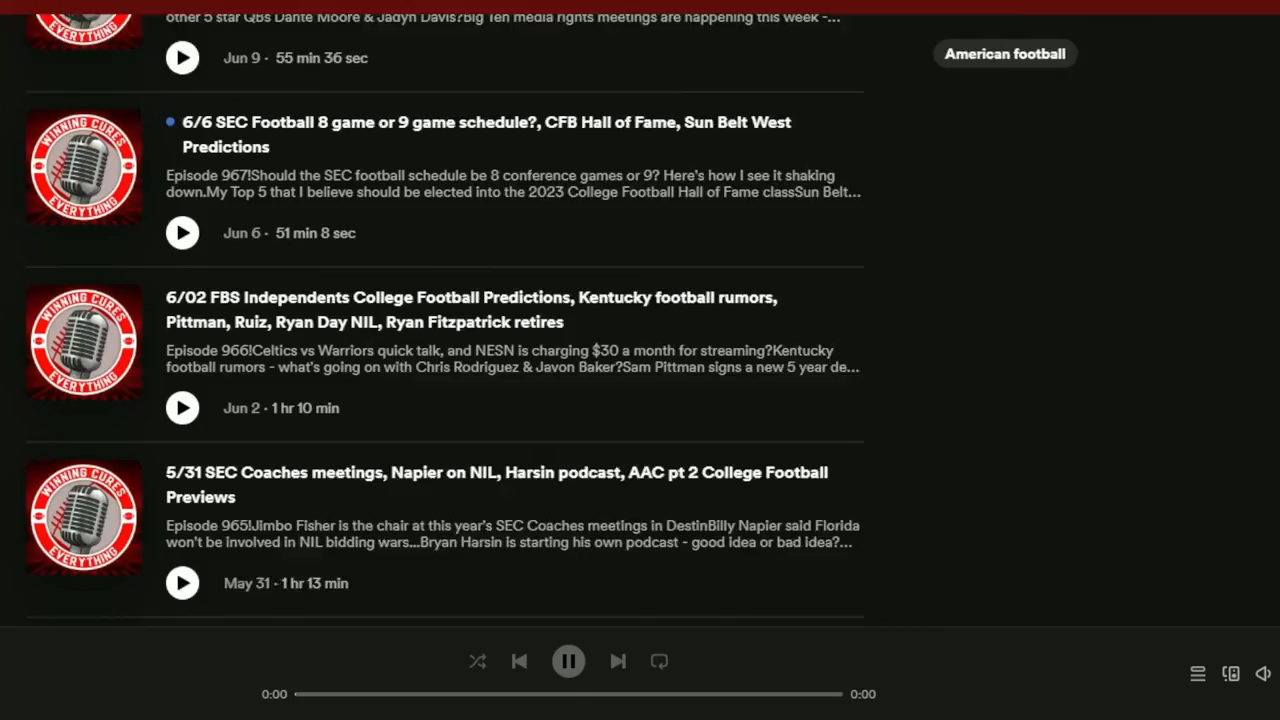 other 5 star QBs Dante Moore & Jadyn Davis?Big Ten media rights meetings are happening this week -...
EVERYTHING
Jun 9 · 55 min 36 sec
American football
WINNING CURES
EVERYTHING
6/6 SEC Football 8 game or 9 game schedule?, CFB Hall of Fame, Sun Belt West
Predictions
Episode 967!Should the SEC football schedule be 8 conference games or 9? Here's how I see it shaking
down.My Top 5 that I believe should be elected into the 2023 College Football Hall of Fame classSun Belt...
Jun 6 · 51 min 8 sec
WINNING CURES
EVERYTHING
6/02 FBS Independents College Football Predictions, Kentucky football rumors,
Pittman, Ruiz, Ryan Day NIL, Ryan Fitzpatrick retires
Episode 966!Celtics vs Warriors quick talk, and NESN is charging $30 a month for streaming?Kentucky
football rumors - what's going on with Chris Rodriguez & Javon Baker?Sam Pittman signs a new 5 year de...
Jun 2 · 1 hr 10 min
WINNING CURES
EVERYTHING
5/31 SEC Coaches meetings, Napier on NIL, Harsin podcast, AAC pt 2 College Football
Previews
Episode 965!Jimbo Fisher is the chair at this year's SEC Coaches meetings in DestinBilly Napier said Florida
won't be involved in NIL bidding wars...Bryan Harsin is starting his own podcast - good idea or bad idea?...
May 31 · 1 hr 13 min
0:00
0:00